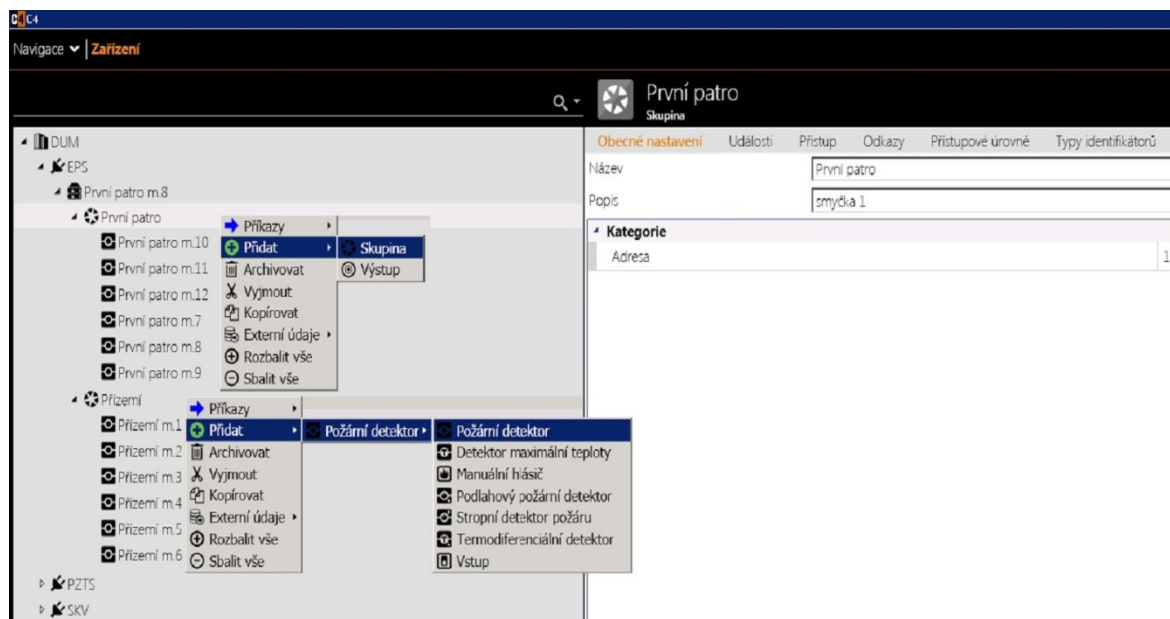 C4 C4
Navigace | Zařízení
První patro
Skupina
DUM
EPS
První patro m.8
První patro
První patro m.10
První patro m.11
První patro m.12
První patro m.7
První patro m.8
První patro m.9
Příkazy
Přidat
Archivovat
Vyjmout
Kopírovat
Externí údaje
Rozbalit vše
Sbalit vše
Skupina
Výstup
Přízemí
Přízemí m.1
Přízemí m.2
Přízemí m.3
Přízemí m.4
Přízemí m.5
Přízemí m.6
Příkazy
Přidat
Archivovat
Vyjmout
Kopírovat
Externí údaje
Rozbalit vše
Sbalit vše
Požární detektor
Požární detektor
Detektor maximální teploty
Manuální hlásič
Podlahový požární detektor
Stropní detektor požáru
Termodiferenciální detektor
Vstup
PZTS
SKV
Obecné nastavení Události Přístup Odkazy Přístupové úrovně Typy identifikátorů
Název První patro
Popis smyčka 1
Kategorie
Adresa 1